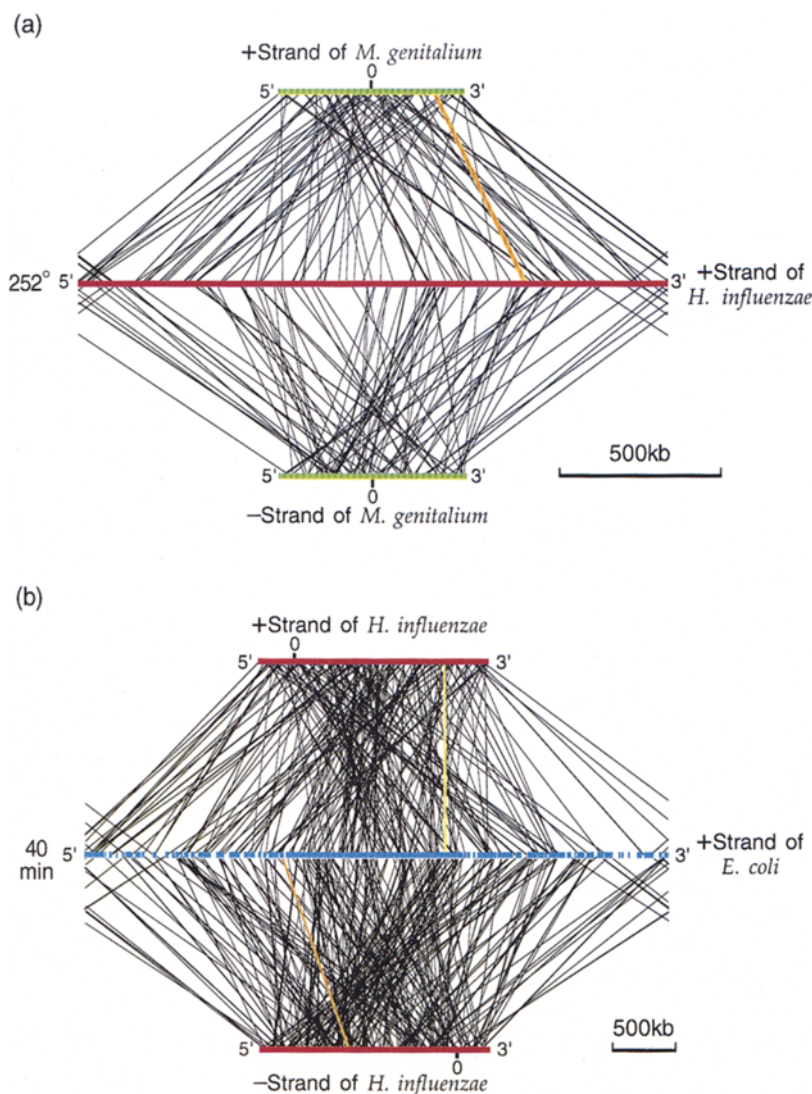 (a)
+Strand of M. genitalium
0
5' 3'
252° 5' 3' +Strand of
H. influenzae
500kb
5' 3'
0
−Strand of M. genitalium
(b)
+Strand of H. influenzae
0
5' 3'
40
min
5' 3' +Strand of
E. coli
5' 3'
500kb
0
−Strand of H. influenzae